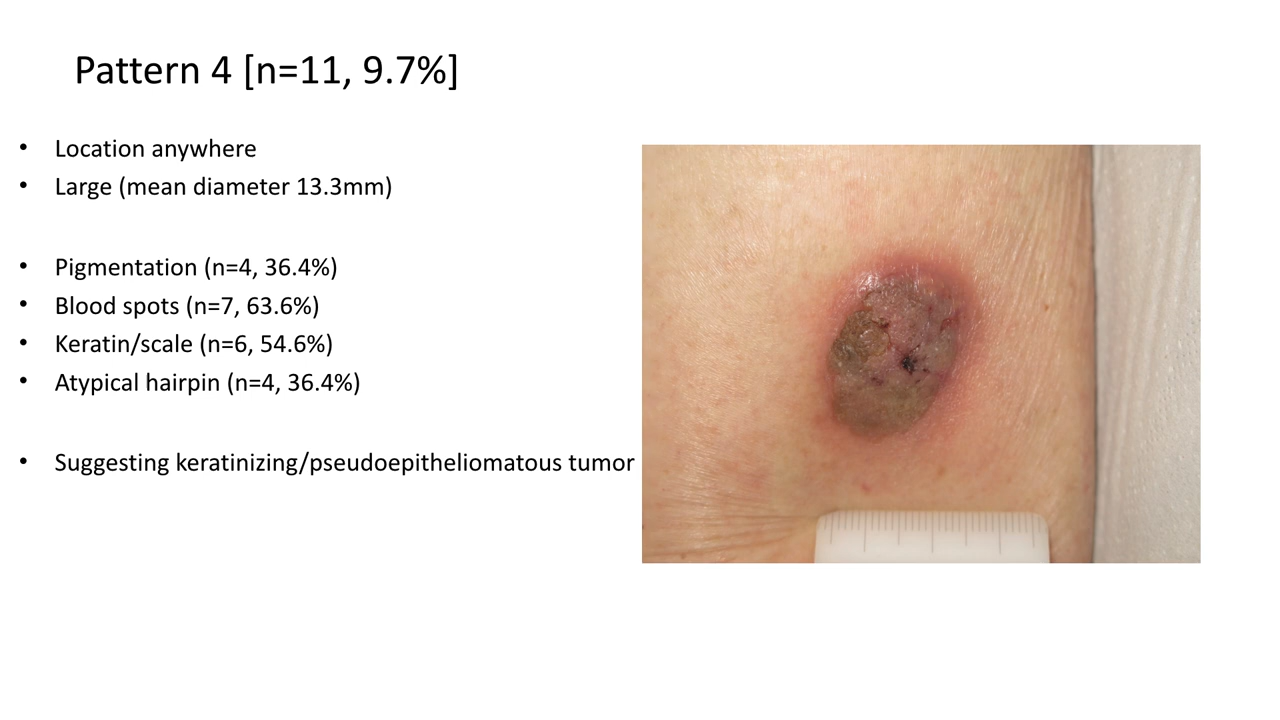 Pattern 4 [n=11, 9.7%]
• Location anywhere
• Large (mean diameter 13.3mm)
• Pigmentation (n=4, 36.4%)
• Blood spots (n=7, 63.6%)
• Keratin/scale (n=6, 54.6%)
• Atypical hairpin (n=4, 36.4%)
• Suggesting keratinizing/pseudoepitheliomatous tumor